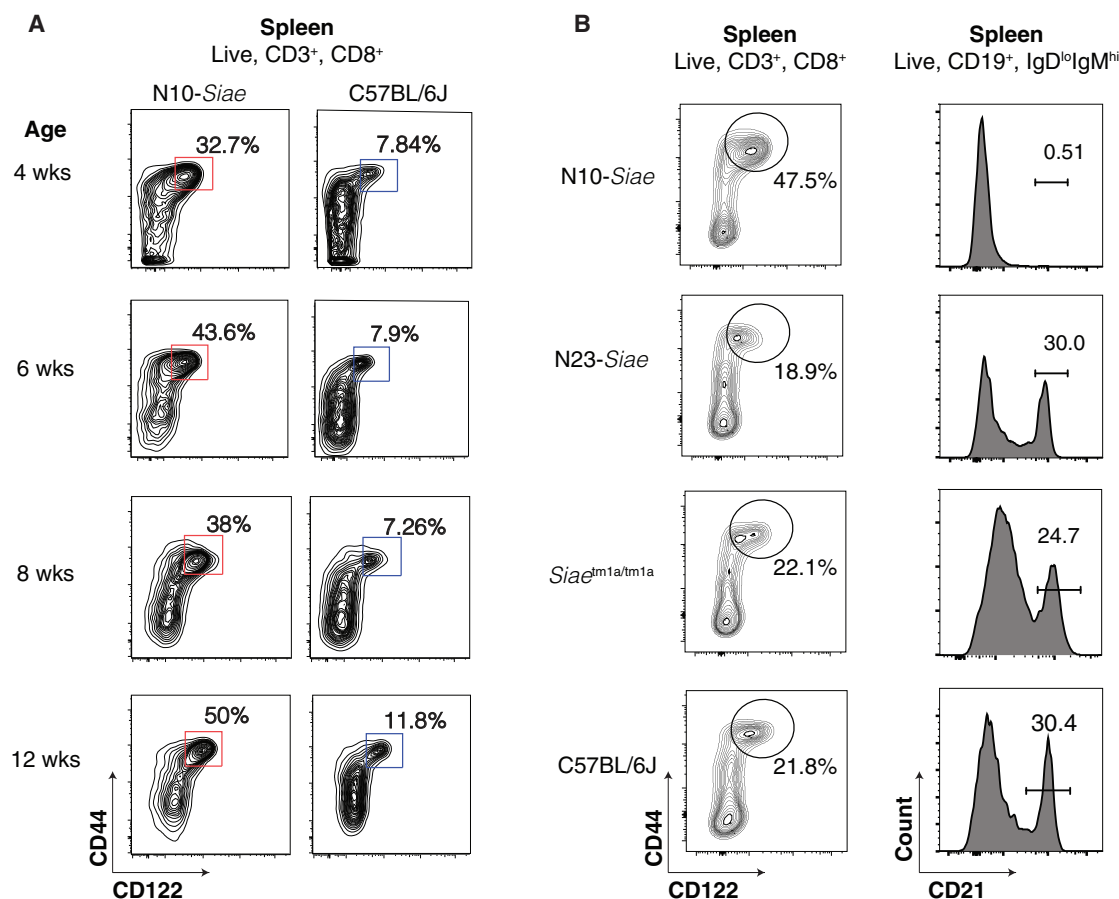 A
Spleen
Live, CD3⁺, CD8⁺
N10-Siae C57BL/6J
Age
4 wks
32.7% 7.84%
6 wks
43.6% 7.9%
8 wks
38% 7.26%
12 wks
50% 11.8%
CD44
CD122
B
Spleen Spleen
Live, CD3⁺, CD8⁺ Live, CD19⁺, IgDˡᵒIgMʰⁱ
N10-Siae
47.5% 0.51
N23-Siae
18.9% 30.0
Siaeᵗᵐ¹ᵃ/ᵗᵐ¹ᵃ
22.1% 24.7
C57BL/6J
21.8% 30.4
CD44 Count
CD122 CD21